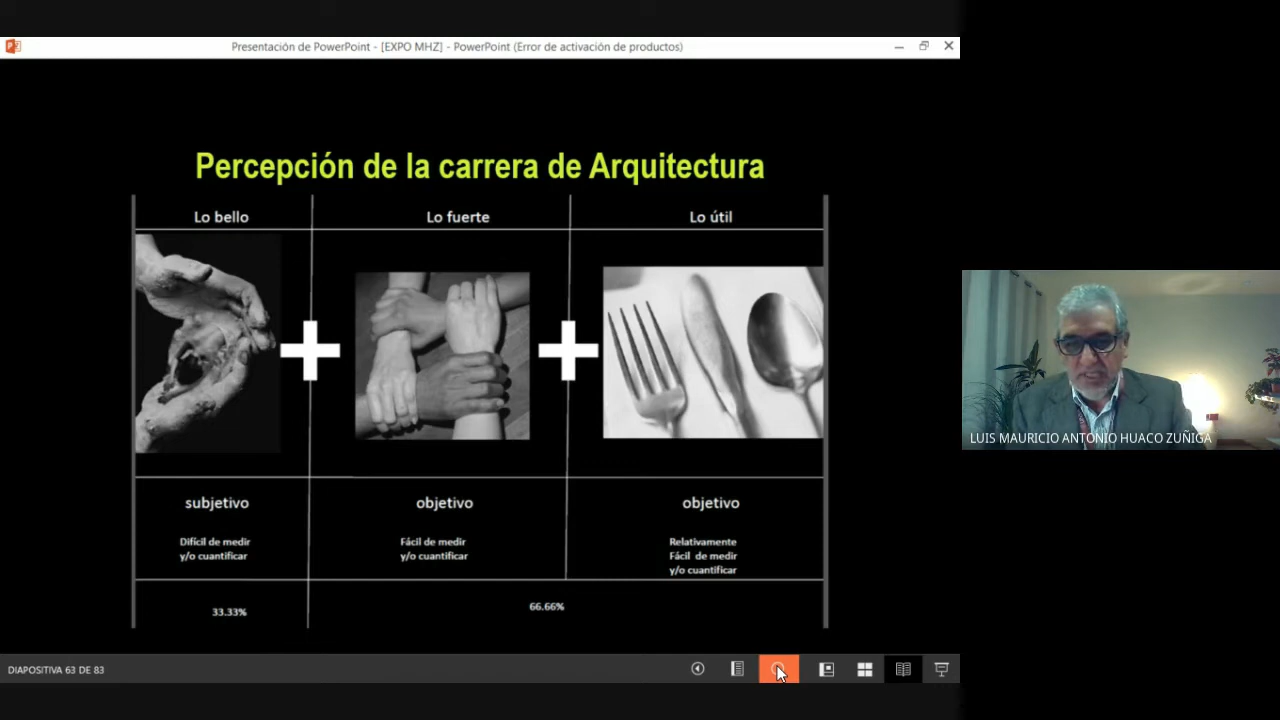 Presentación de PowerPoint - [EXPO MHZ] - PowerPoint (Error de activación de productos)
Percepción de la carrera de Arquitectura
Lo bello
Lo fuerte
Lo útil
subjetivo
objetivo
objetivo
Difícil de medir
y/o cuantificar
Fácil de medir
y/o cuantificar
Relativamente
Fácil de medir
y/o cuantificar
33.33%
66.66%
LUIS MAURICIO ANTONIO HUACO ZUÑIGA
DIAPOSITIVA 63 DE 83